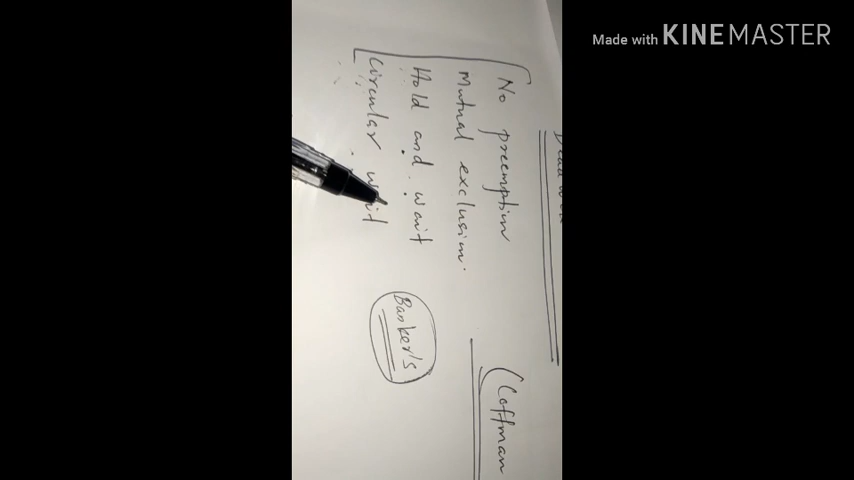 Made with KINEMASTER
No preemption
Mutual exclusion.
Hold and wait
Circular wait
(Coffman
Banker's